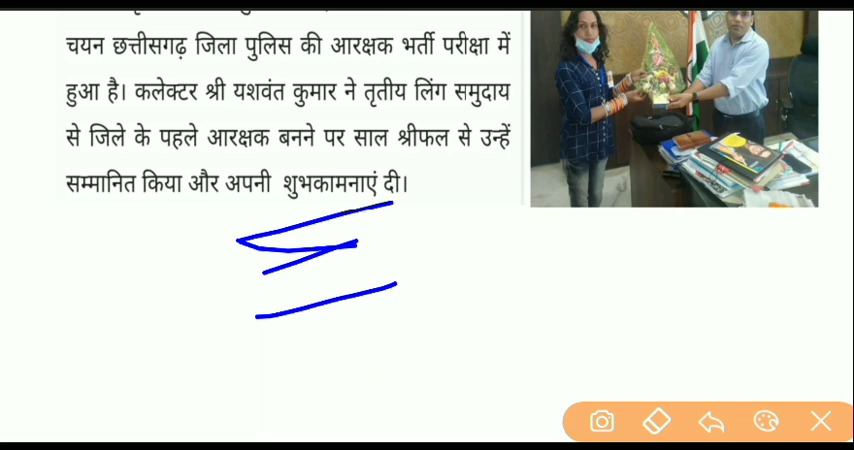 चयन छत्तीसगढ़ जिला पुलिस की आरक्षक भर्ती परीक्षा में
हुआ है। कलेक्टर श्री यशवंत कुमार ने तृतीय लिंग समुदाय
से जिले के पहले आरक्षक बनने पर साल श्रीफल से उन्हें
सम्मानित किया और अपनी शुभकामनाएं दी।